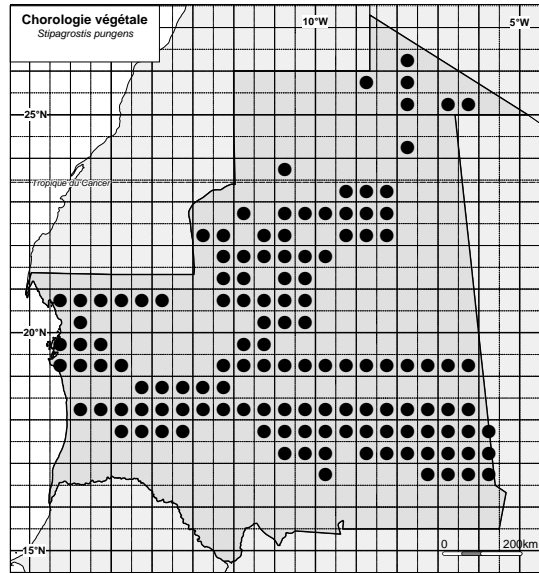 Chorologie végétale
Stipagrostis pungens
10°W
5°W
25°N
Tropique du Cancer
20°N
15°N
0 200km